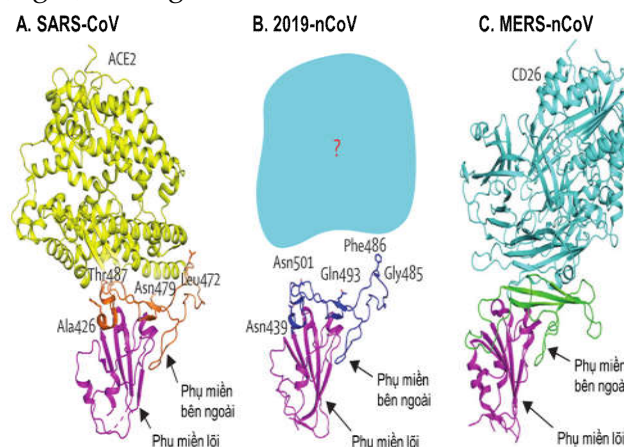 A. SARS-CoV
B. 2019-nCoV
C. MERS-nCoV
ACE2
Thr487
Asn479
Leu472
Ala426
Phụ miền
bên ngoài
Phụ miền lõi
?
Phe486
Asn501
Gln493
Gly485
Asn439
Phụ miền
bên ngoài
Phụ miền lõi
CD26
Phụ miền
bên ngoài
Phụ miền lõi